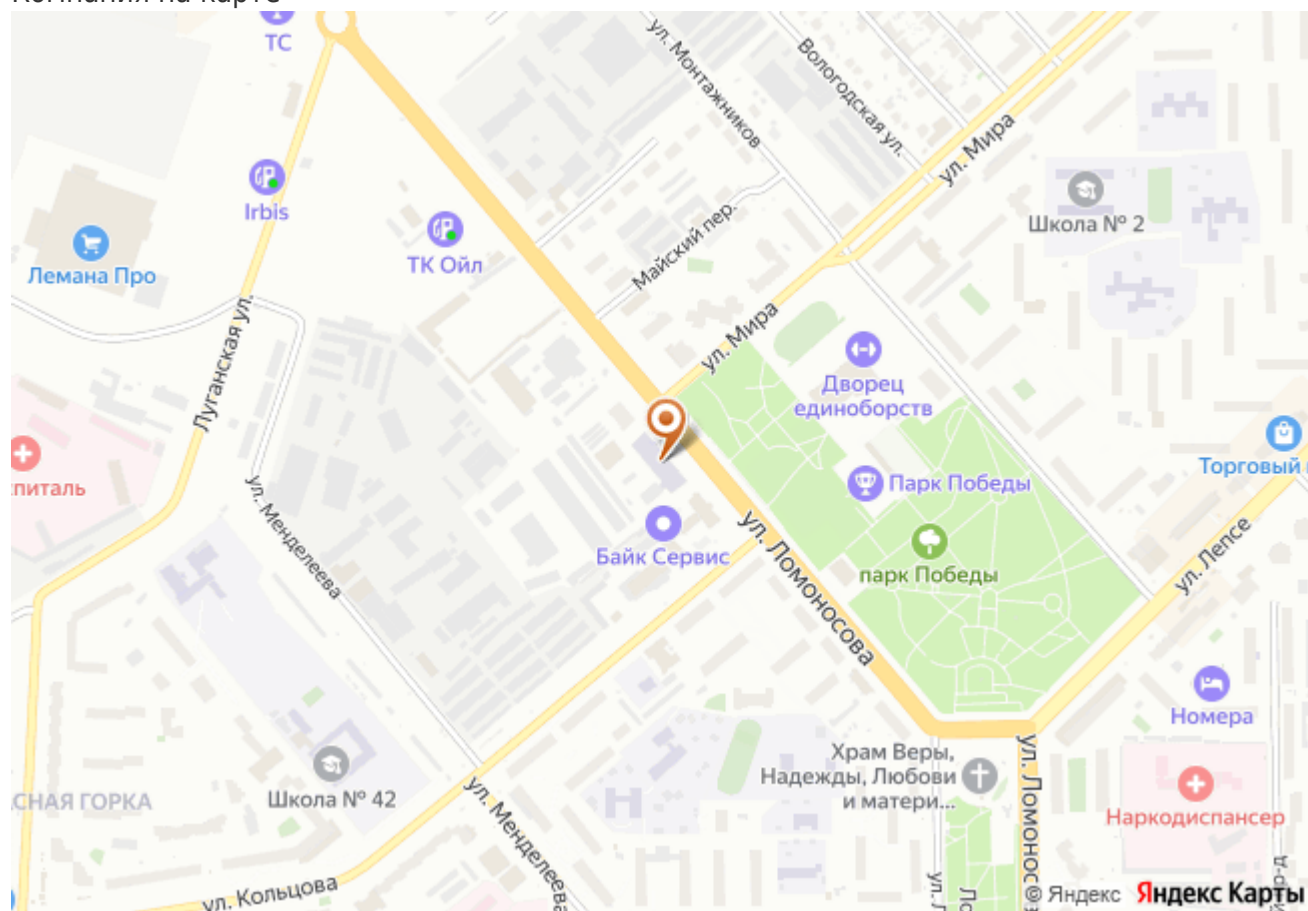 Компания на карте
ТС
ул. Монтажников
Вологодская ул.
ул. Мира
Irbis
Школа № 2
ТК Ойл
Майский пер.
Лемана Про
ул. Мира
Луганская ул.
Дворец
единоборств
Торговый
спиталь
Парк Победы
ул. Менделеева
Байк Сервис
ул. Ломоносова
парк Победы
ул. Лепсе
Номера
Храм Веры,
Надежды, Любови
и матери...
ул. Ломонос
СНАЯ ГОРКА
Школа № 42
Наркодиспансер
ул. Менделеева
ул. Кольцова
© Яндекс Яндекс Карты